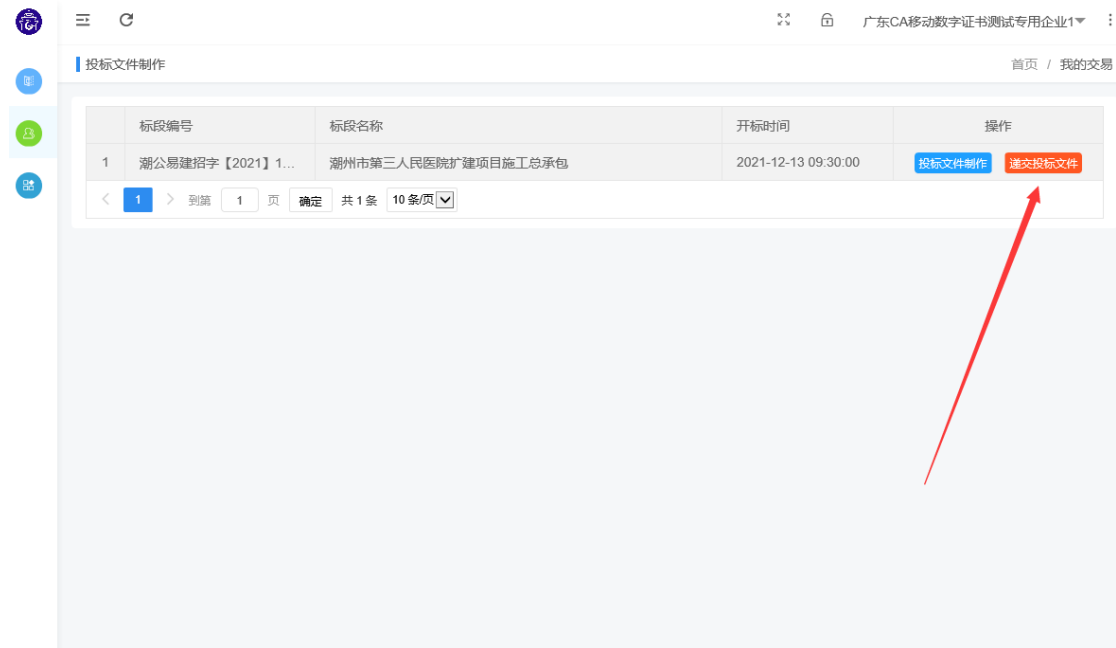 广东CA移动数字证书测试专用企业1
投标文件制作
首页 / 我的交易
标段编号 标段名称 开标时间 操作
1 潮公易建招字【2021】1... 潮州市第三人民医院扩建项目施工总承包 2021-12-13 09:30:00 投标文件制作 递交投标文件
1 到第 1 页 确定 共 1 条 10 条/页